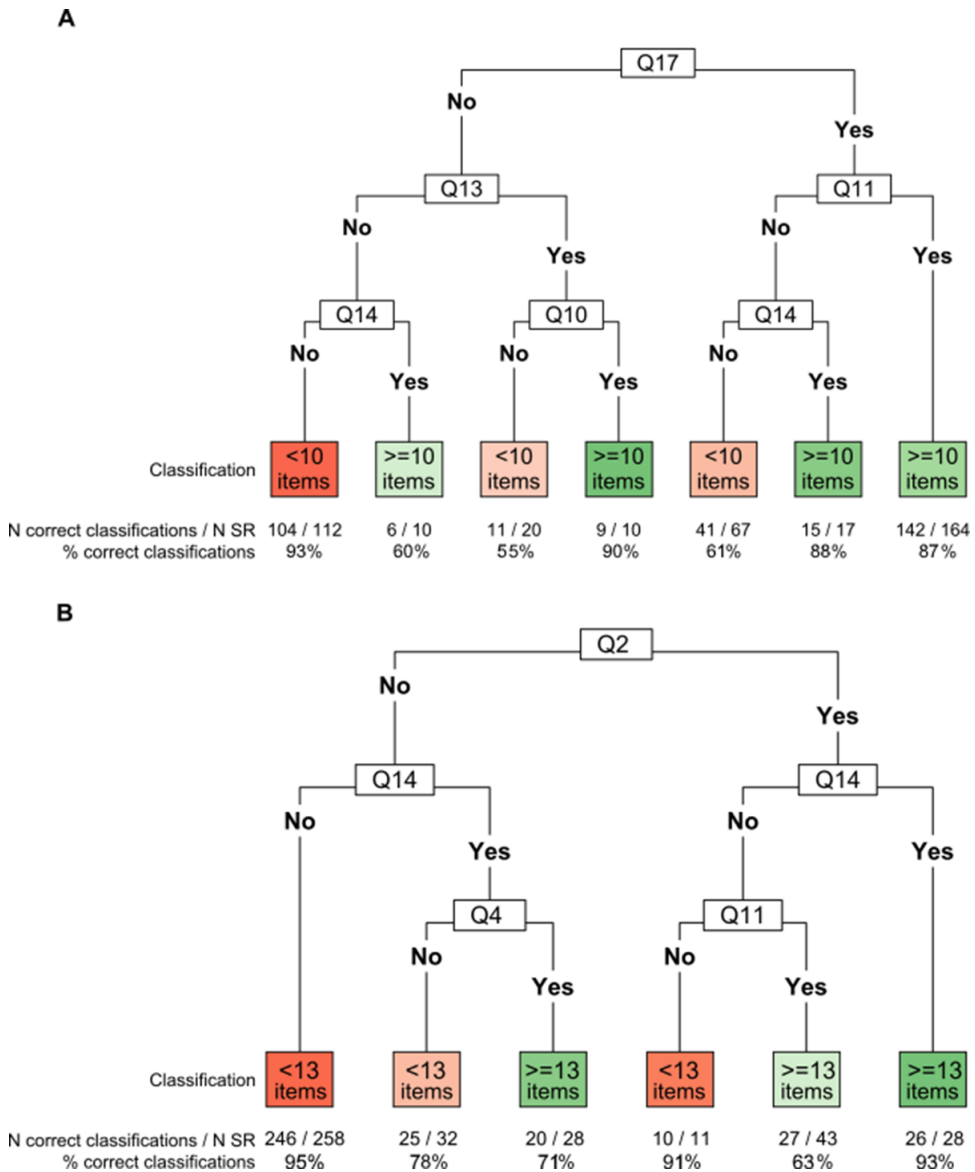 A
Q17
No
Yes
Q13
Q11
No
Yes
No
Yes
Q14
Q10
Q14
No
Yes
No
Yes
No
Yes
Classification
<10 items
>=10 items
<10 items
>=10 items
<10 items
>=10 items
>=10 items
N correct classifications / N SR 104 / 112 6 / 10 11 / 20 9 / 10 41 / 67 15 / 17 142 / 164
% correct classifications 93% 60% 55% 90% 61% 88% 87%
B
Q2
No
Yes
Q14
Q14
No
Yes
No
Yes
Q4
Q11
No
Yes
No
Yes
Classification
<13 items
<13 items
>=13 items
<13 items
>=13 items
>=13 items
N correct classifications / N SR 246 / 258 25 / 32 20 / 28 10 / 11 27 / 43 26 / 28
% correct classifications 95% 78% 71% 91% 63% 93%